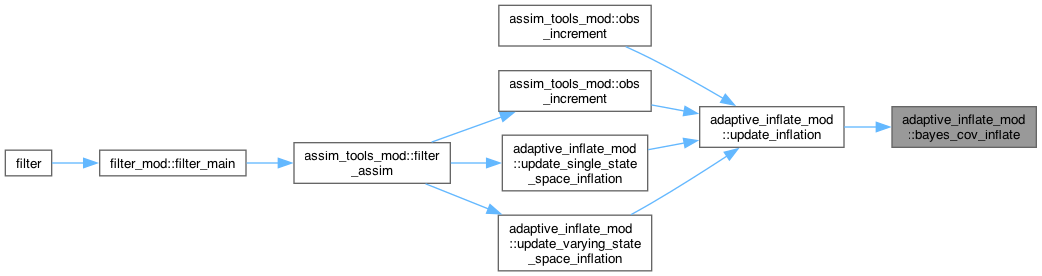 filter
filter_mod::filter_main
assim_tools_mod::filter
_assim
assim_tools_mod::obs
_increment
assim_tools_mod::obs
_increment
adaptive_inflate_mod
::update_single_state
_space_inflation
adaptive_inflate_mod
::update_varying_state
_space_inflation
adaptive_inflate_mod
::update_inflation
adaptive_inflate_mod
::bayes_cov_inflate